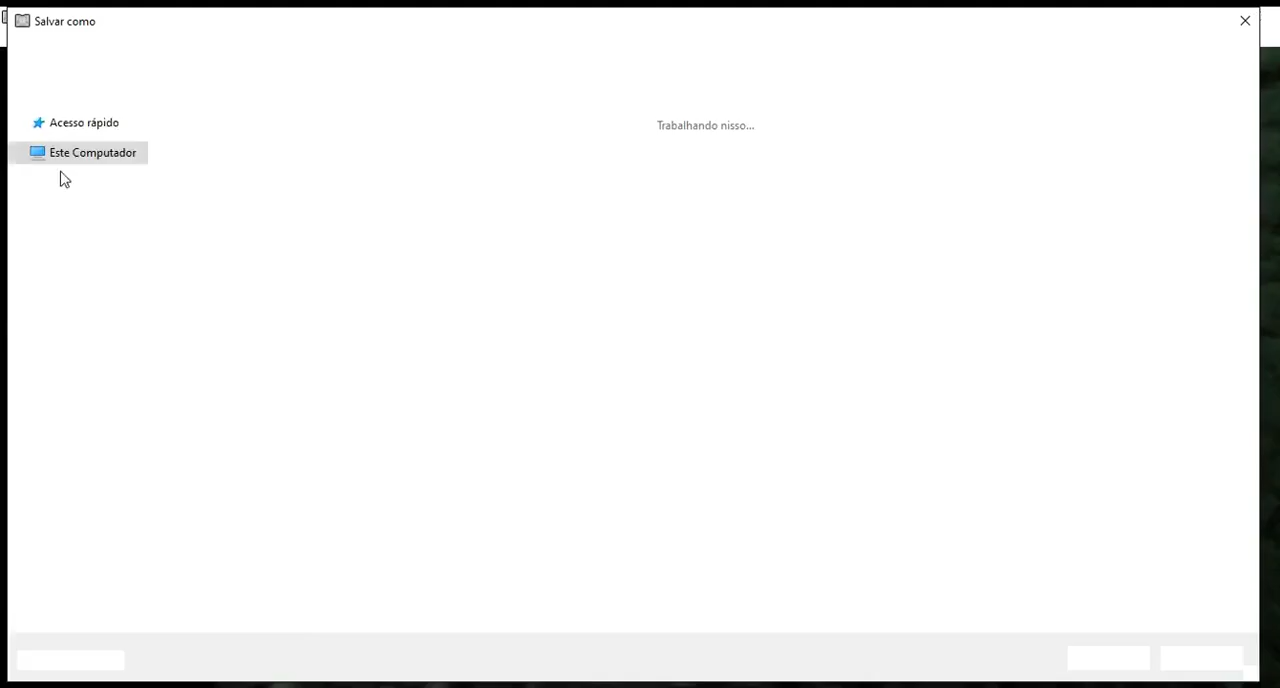 Salvar como
Acesso rápido
Trabalhando nisso...
Este Computador